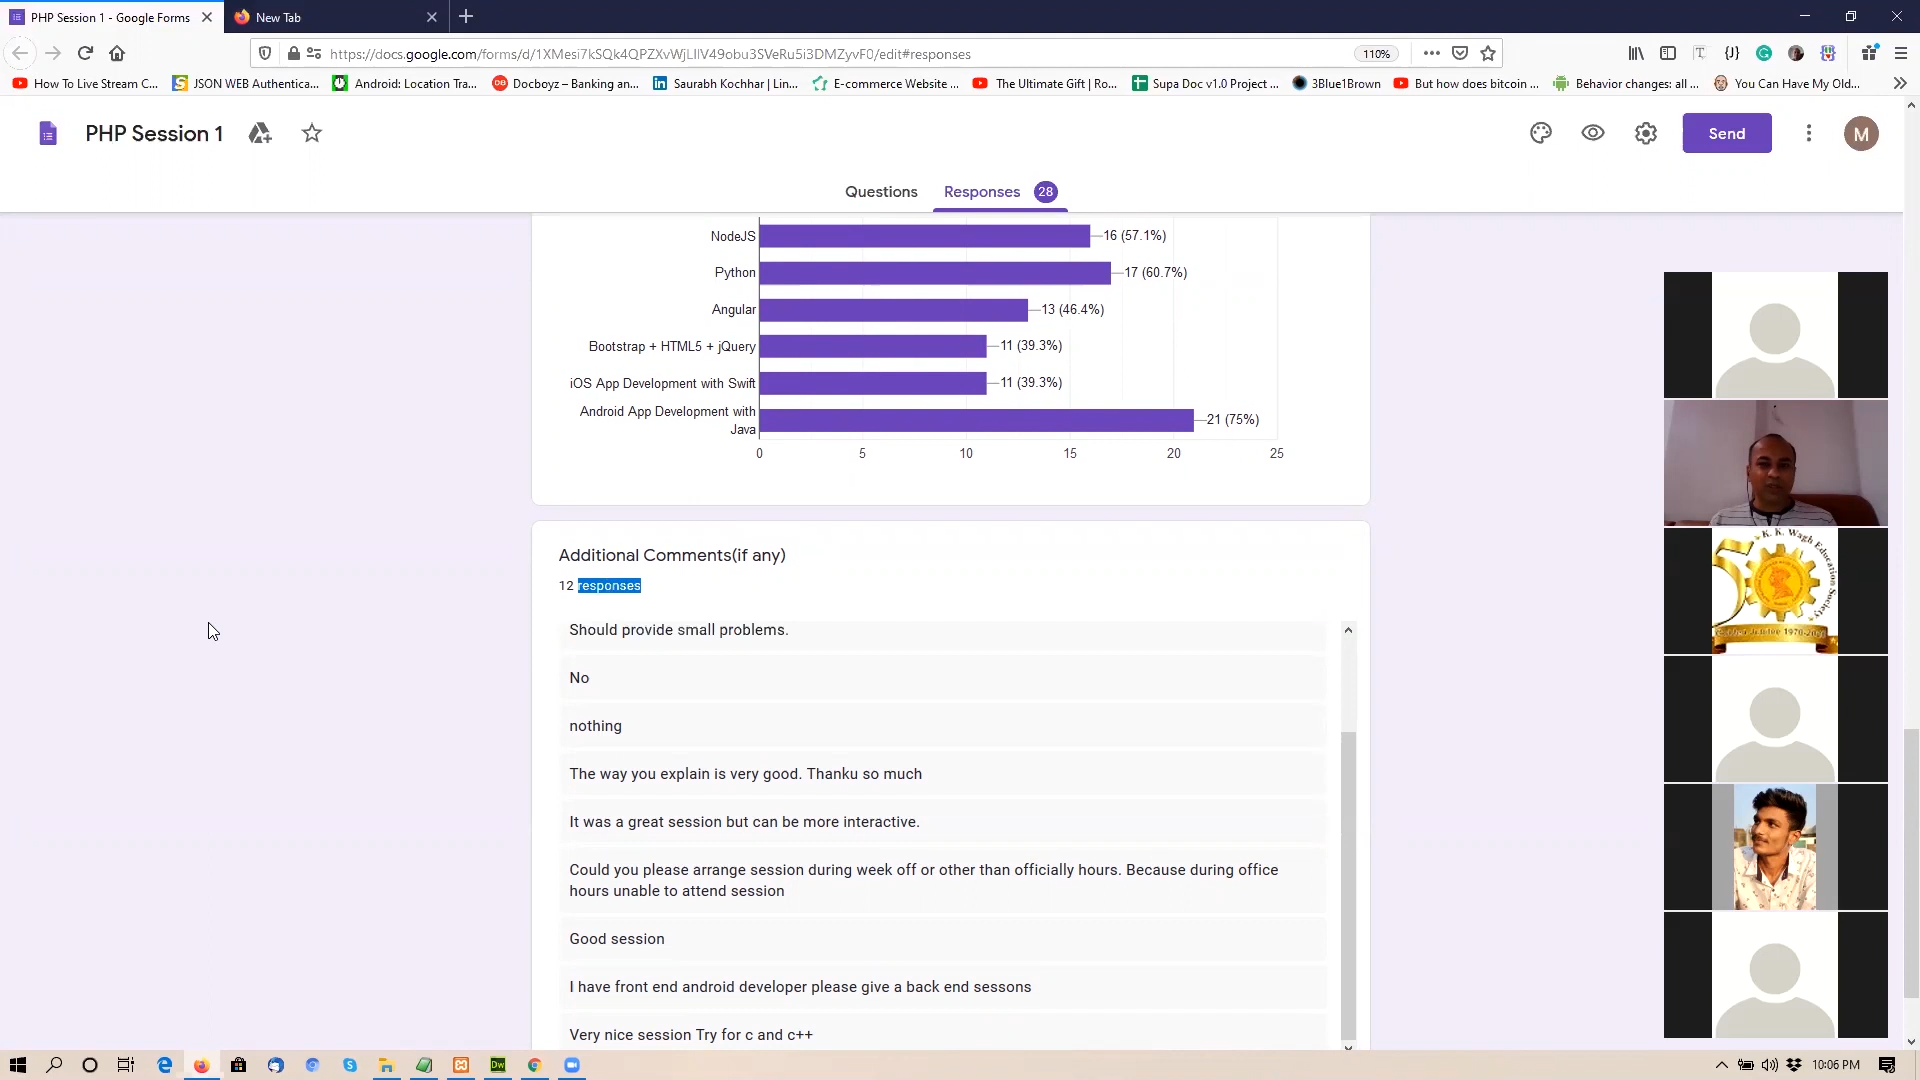 PHP Session 1 - Google Forms
New Tab
https://docs.google.com/forms/d/1XMesi7kSQk4QPZXvWjLIlV49obu3SVeRu5i3DMZyvF0/edit#responses
110%
How To Live Stream C...
JSON WEB Authentica...
Android: Location Tra...
Docboyz – Banking an...
Saurabh Kochhar | Lin...
E-commerce Website ...
The Ultimate Gift | Ro...
Supa Doc v1.0 Project ...
3Blue1Brown
But how does bitcoin ...
Behavior changes: all ...
You Can Have My Old...
PHP Session 1
Send
M
Questions
Responses 28
NodeJS 16 (57.1%)
Python 17 (60.7%)
Angular 13 (46.4%)
Bootstrap + HTML5 + jQuery 11 (39.3%)
iOS App Development with Swift 11 (39.3%)
Android App Development with
Java 21 (75%)
0 5 10 15 20 25
Additional Comments(if any)
12 responses
Should provide small problems.
No
nothing
The way you explain is very good. Thanku so much
It was a great session but can be more interactive.
Could you please arrange session during week off or other than officially hours. Because during office
hours unable to attend session
Good session
I have front end android developer please give a back end sessons
Very nice session Try for c and c++
K. K. Wagh Education Society
10:06 PM